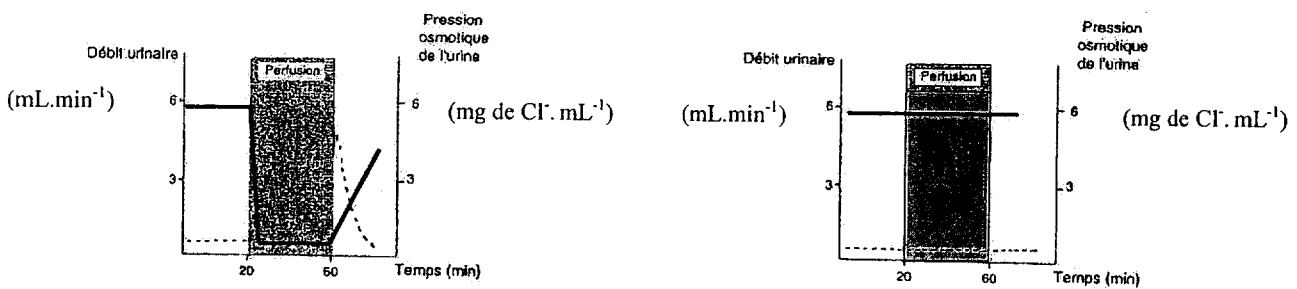 Débit urinaire
Pression
osmotique
de l'urine
(mL.min⁻¹)
Perfusion
6
3
6
3
(mg de Cl⁻. mL⁻¹)
20
60
Temps (min)
Débit urinaire
Pression
osmotique
de l'urine
(mL.min⁻¹)
Perfusion
6
3
6
3
(mg de Cl⁻. mL⁻¹)
20
60
Temps (min)